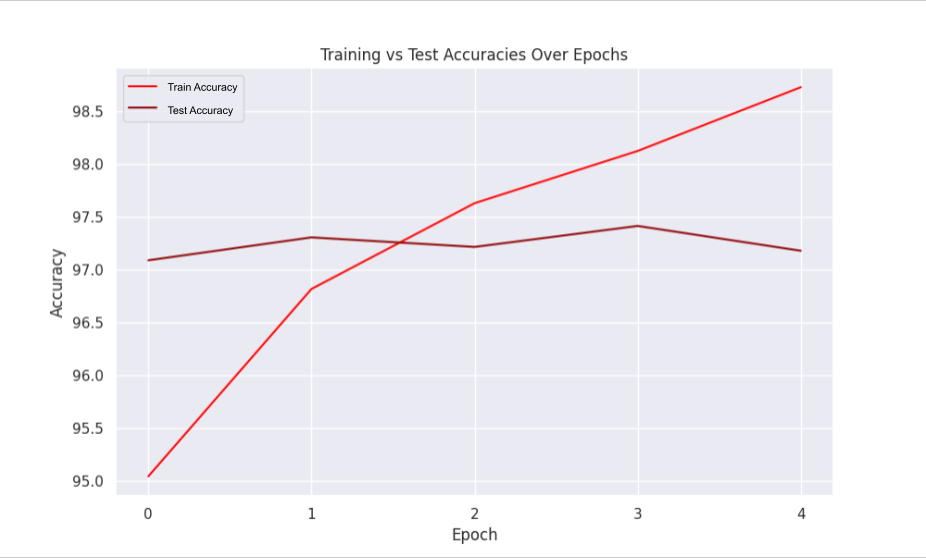 Training vs Test Accuracies Over Epochs
Train Accuracy
Test Accuracy
98.5
98.0
97.5
97.0
96.5
96.0
95.5
95.0
Accuracy
0 1 2 3 4
Epoch